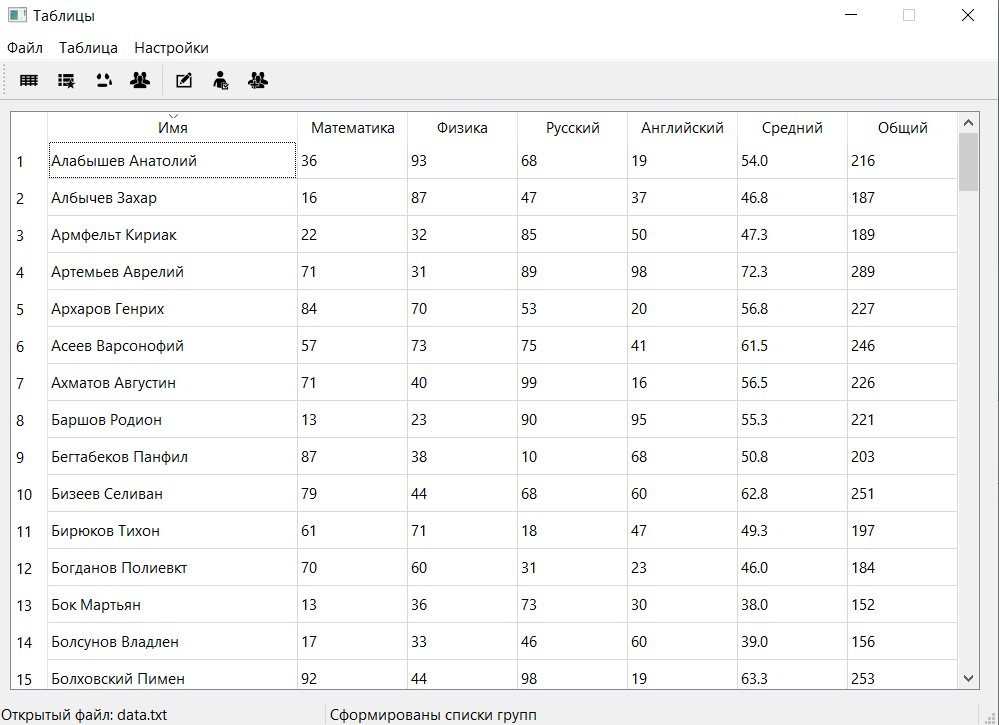 Таблицы
Файл Таблица Настройки
Имя Математика Физика Русский Английский Средний Общий
1 Алабышев Анатолий 36 93 68 19 54.0 216
2 Албычев Захар 16 87 47 37 46.8 187
3 Армфельт Кириак 22 32 85 50 47.3 189
4 Артемьев Аврелий 71 31 89 98 72.3 289
5 Архаров Генрих 84 70 53 20 56.8 227
6 Асеев Варсонофий 57 73 75 41 61.5 246
7 Ахматов Августин 71 40 99 16 56.5 226
8 Баршов Родион 13 23 90 95 55.3 221
9 Бегтабеков Панфил 87 38 10 68 50.8 203
10 Бизеев Селиван 79 44 68 60 62.8 251
11 Бирюков Тихон 61 71 18 47 49.3 197
12 Богданов Полиевкт 70 60 31 23 46.0 184
13 Бок Мартьян 13 36 73 30 38.0 152
14 Болсунов Владлен 17 33 46 60 39.0 156
15 Болховский Пимен 92 44 98 19 63.3 253
Открытый файл: data.txt Сформированы списки групп